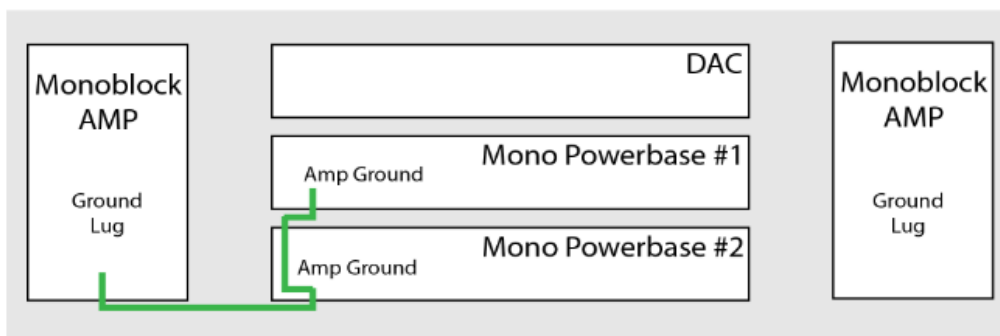 Monoblock
AMP
Ground
Lug
DAC
Mono Powerbase #1
Amp Ground
Mono Powerbase #2
Amp Ground
Monoblock
AMP
Ground
Lug